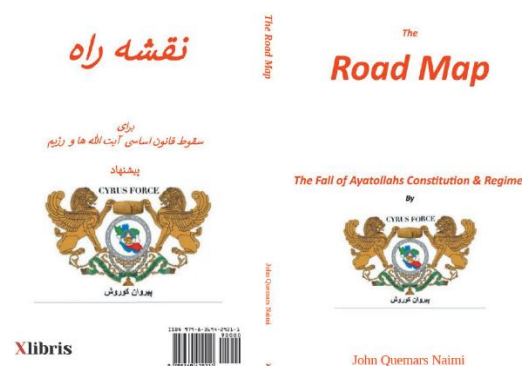 نقشه راه
برای
سقوط قانون اساسی آیت الله ها و رژیم
پیشنهاد
CYRUS FORCE
پیروان کوروش
Xlibris
90000
The Road Map
John Quemars Naimi
X
The
Road Map
The Fall of Ayatollahs Constitution & Regime
By
CYRUS FORCE
پیروان کوروش
John Quemars Naimi